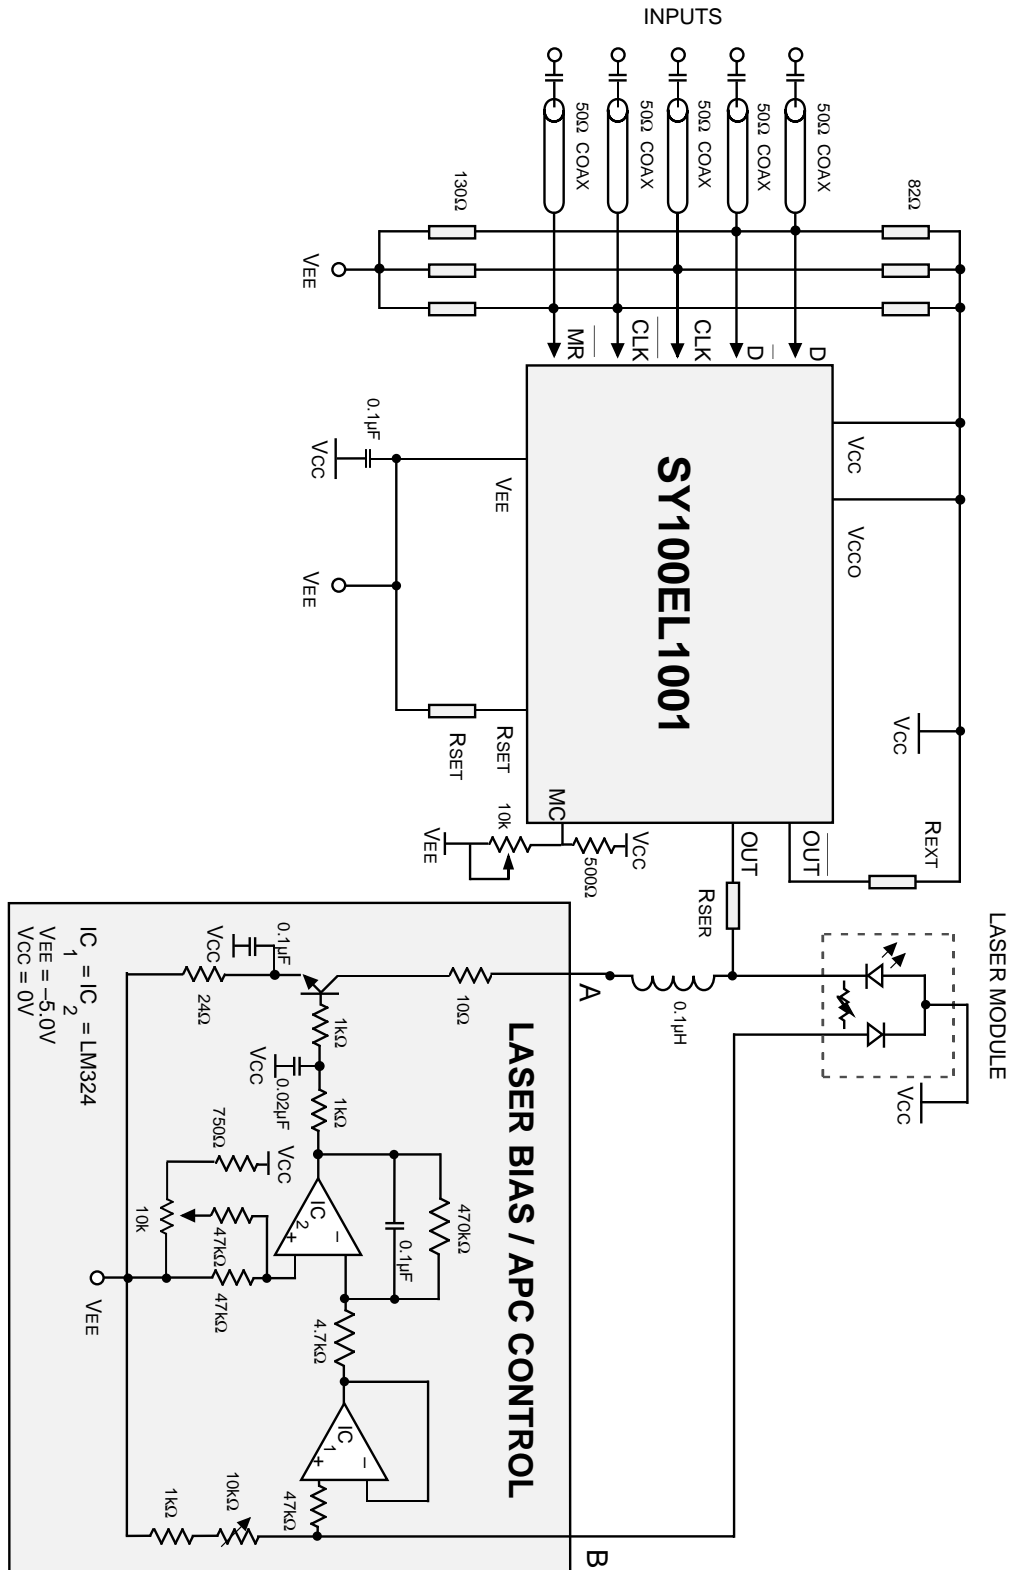 INPUTS
50Ω COAX
50Ω COAX
50Ω COAX
50Ω COAX
50Ω COAX
130Ω
82Ω
VEE
MR
CLK
CLK
D
D
0.1µF
VCC
VEE
VCC
VCCO
SY100EL1001
VEE
RSET
RSET
VCC
MC
OUT
OUT
REXT
10k
VEE
VCC
500Ω
RSER
LASER MODULE
VCC
0.1µH
A
B
LASER BIAS / APC CONTROL
10Ω
0.1µF
VCC
24Ω
1kΩ
VCC
0.02µF
1kΩ
VCC
750Ω
10k
47kΩ
47kΩ
IC2
+
–
0.1µF
470kΩ
VEE
4.7kΩ
IC1
+
–
47kΩ
10kΩ
1kΩ
IC1 = IC2 = LM324
VEE = –5.0V
VCC = 0V